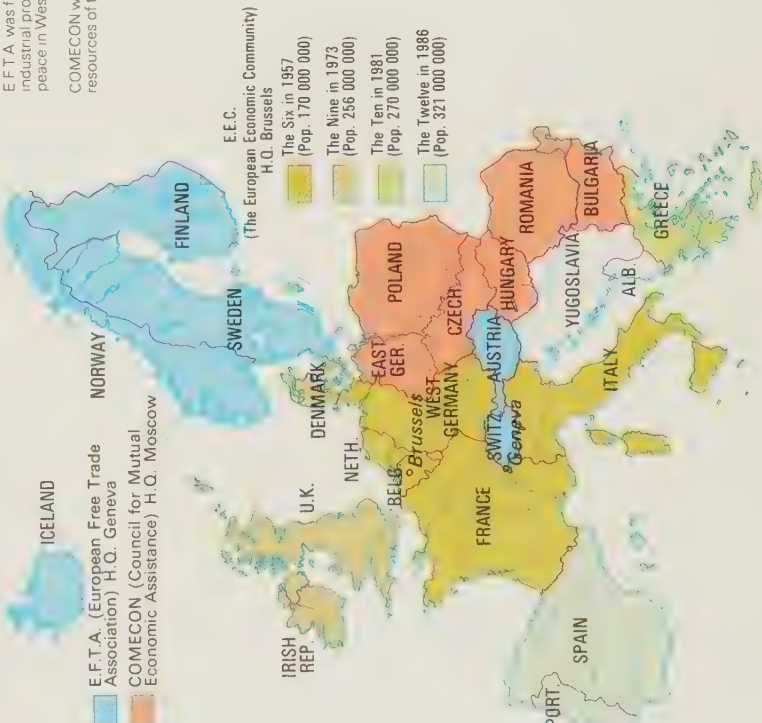 E F T A was f
industrial pro
peace in Wes
COMECON w
resources of t
E.F.T.A. (European Free Trade
Association) H.Q. Geneva
COMECON (Council for Mutual
Economic Assistance) H.Q. Moscow
E.E.C.
(The European Economic Community)
H.Q. Brussels
The Six in 1957
(Pop. 170 000 000)
The Nine in 1973
(Pop. 256 000 000)
The Ten in 1981
(Pop. 270 000 000)
The Twelve in 1986
(Pop. 321 000 000)
ICELAND
NORWAY
SWEDEN
FINLAND
DENMARK
IRISH
REP.
U.K.
NETH.
BELG.
Brussels
EAST
GER.
WEST
GERMANY
POLAND
CZECH.
FRANCE
SWITZ.
Geneva
AUSTRIA
HUNGARY
ROMANIA
YUGOSLAVIA
BULGARIA
PORT.
SPAIN
ITALY
ALB.
GREECE